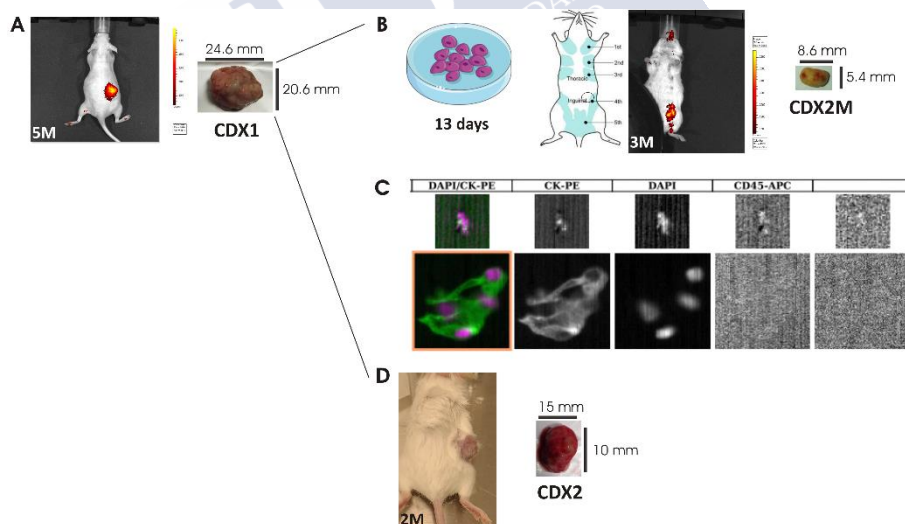 A
5M
24.6 mm
20.6 mm
CDX1
B
13 days
1st
2nd
3rd
Thoracic
Inguinal
4th
5th
3M
8.6 mm
5.4 mm
CDX2M
C
DAPI/CK-PE
CK-PE
DAPI
CD45-APC
D
2M
15 mm
10 mm
CDX2